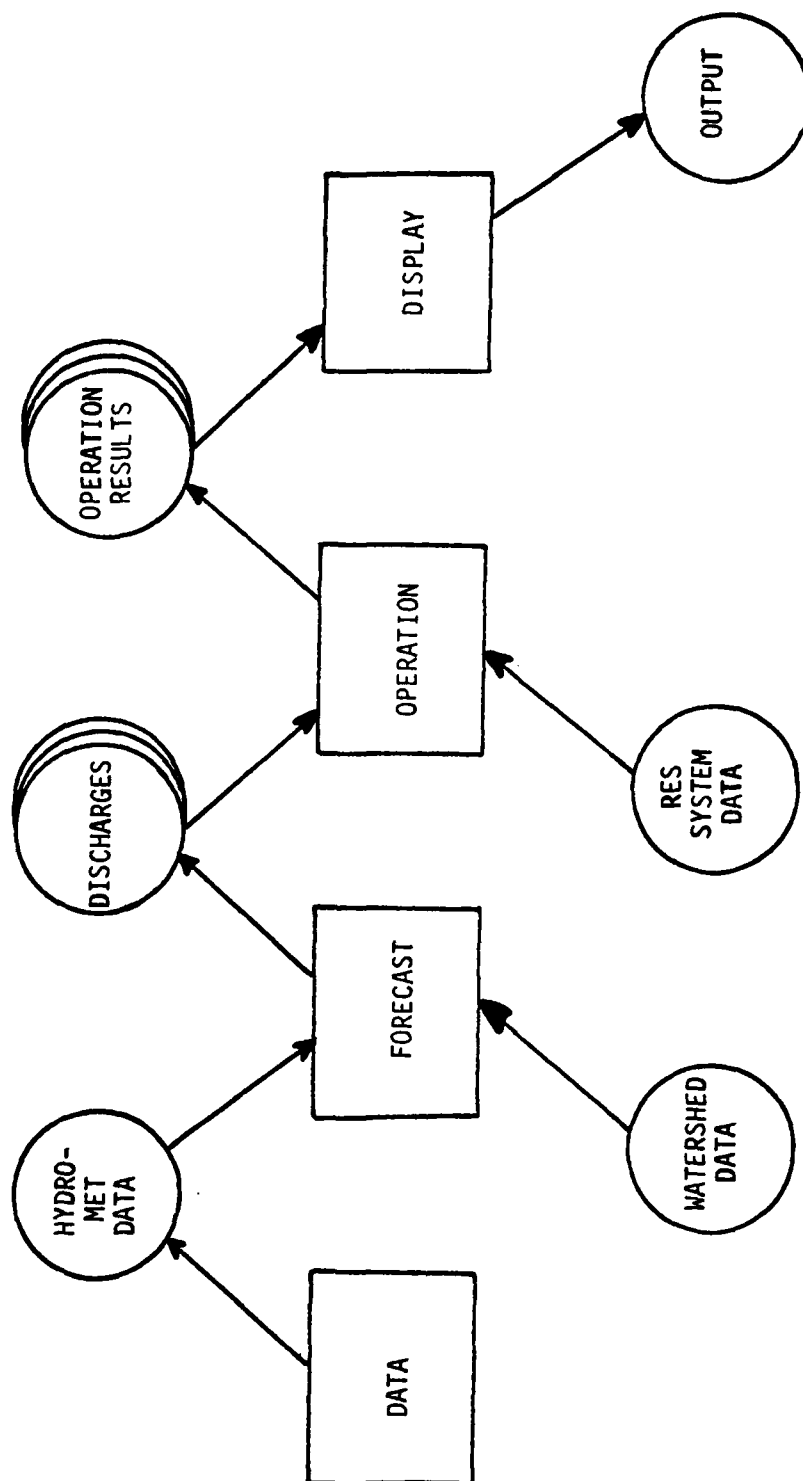 HYDRO-
MET
DATA
DISCHARGES
OPERATION
RESULTS
DATA
FORECAST
OPERATION
DISPLAY
WATERSHED
DATA
RES
SYSTEM
DATA
OUTPUT